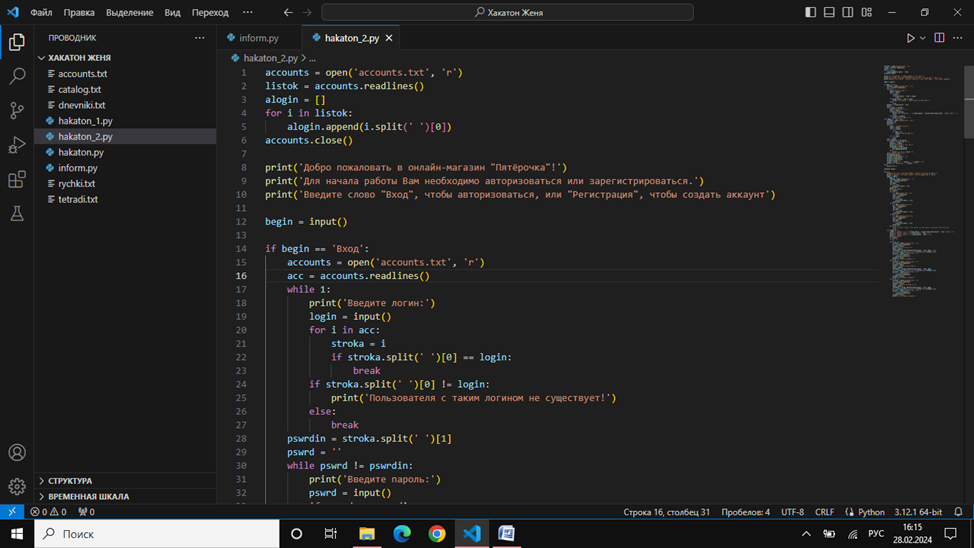 Файл Правка Выделение Вид Переход ··· Хакатон Женя
ПРОВОДНИК ···
ХАКАТОН ЖЕНЯ
accounts.txt
catalog.txt
dnevniki.txt
hakaton_1.py
hakaton_2.py
hakaton.py
inform.py
rychki.txt
tetradi.txt
СТРУКТУРА
ВРЕМЕННАЯ ШКАЛА
inform.py hakaton_2.py
hakaton_2.py > ...
1 accounts = open('accounts.txt', 'r')
2 listok = accounts.readlines()
3 alogin = []
4 for i in listok:
5     alogin.append(i.split(' ')[0])
6 accounts.close()
7
8 print('Добро пожаловать в онлайн-магазин "Пятёрочка"!')
9 print('Для начала работы Вам необходимо авторизоваться или зарегистрироваться.')
10 print('Введите слово "Вход", чтобы авторизоваться, или "Регистрация", чтобы создать аккаунт')
11
12 begin = input()
13
14 if begin == 'Вход':
15     accounts = open('accounts.txt', 'r')
16     acc = accounts.readlines()
17     while 1:
18         print('Введите логин:')
19         login = input()
20         for i in acc:
21             stroka = i
22             if stroka.split(' ')[0] == login:
23                 break
24         if stroka.split(' ')[0] != login:
25             print('Пользователя с таким логином не существует!')
26         else:
27             break
28     pswrdin = stroka.split(' ')[1]
29     pswrd = ''
30     while pswrd != pswrdin:
31         print('Введите пароль:')
32         pswrd = input()
0 0 0 Строка 16, столбец 31 Пробелов: 4 UTF-8 CRLF Python 3.12.1 64-bit
Поиск РУС 16:15
28.02.2024